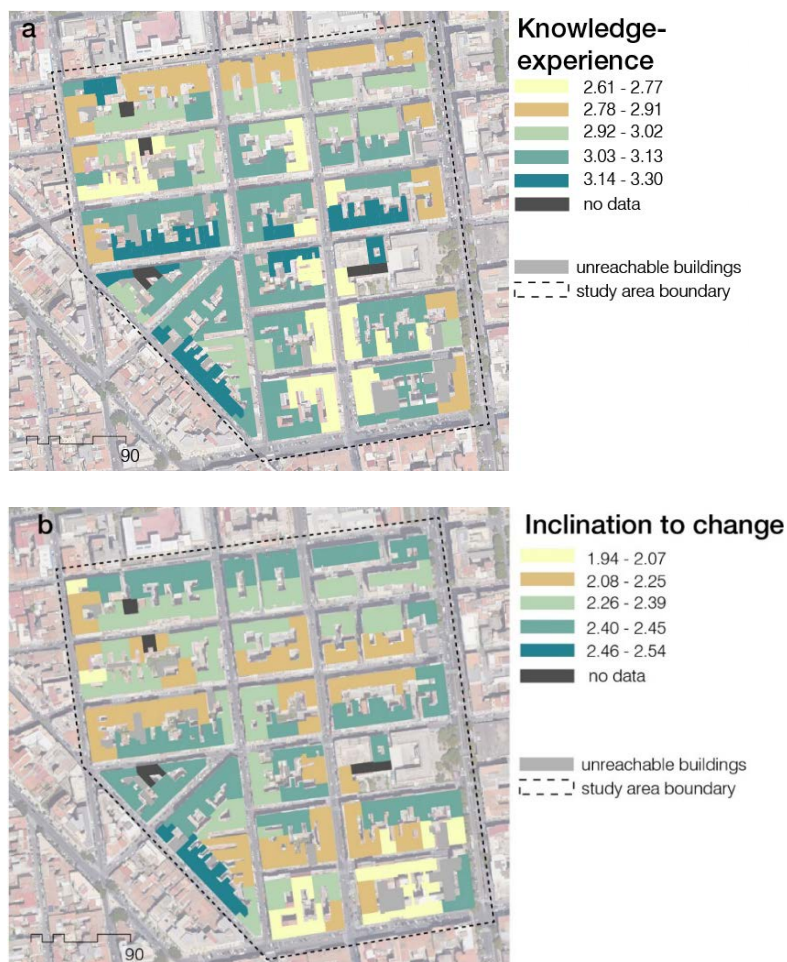 a
Knowledge-
experience
2.61 - 2.77
2.78 - 2.91
2.92 - 3.02
3.03 - 3.13
3.14 - 3.30
no data
unreachable buildings
study area boundary
90
b
Inclination to change
1.94 - 2.07
2.08 - 2.25
2.26 - 2.39
2.40 - 2.45
2.46 - 2.54
no data
unreachable buildings
study area boundary
90